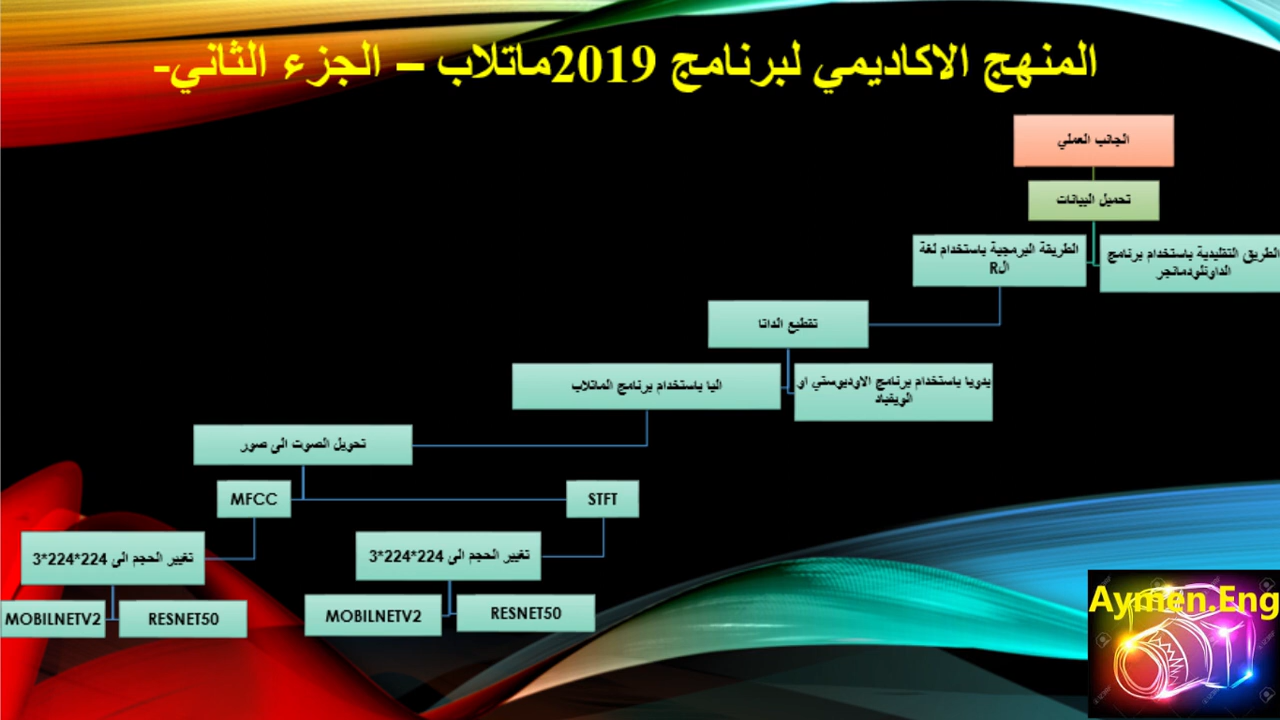 المنهج الاكاديمي لبرنامج 2019ماتلاب – الجزء الثاني-
الجانب العملي
تحميل البيانات
الطريق التقليدية باستخدام برنامج
الداونلودمانجر
الطريقة البرمجية باستخدام لغة
الR
تقطيع الداتا
يدويا باستخدام برنامج الاوديوستي او
الويفباد
اليا باستخدام برنامج الماتلاب
تحويل الصوت الى صور
STFT
MFCC
تغيير الحجم الى 224*224*3
تغيير الحجم الى 224*224*3
RESNET50
MOBILNETV2
RESNET50
MOBILNETV2
Aymen.Eng